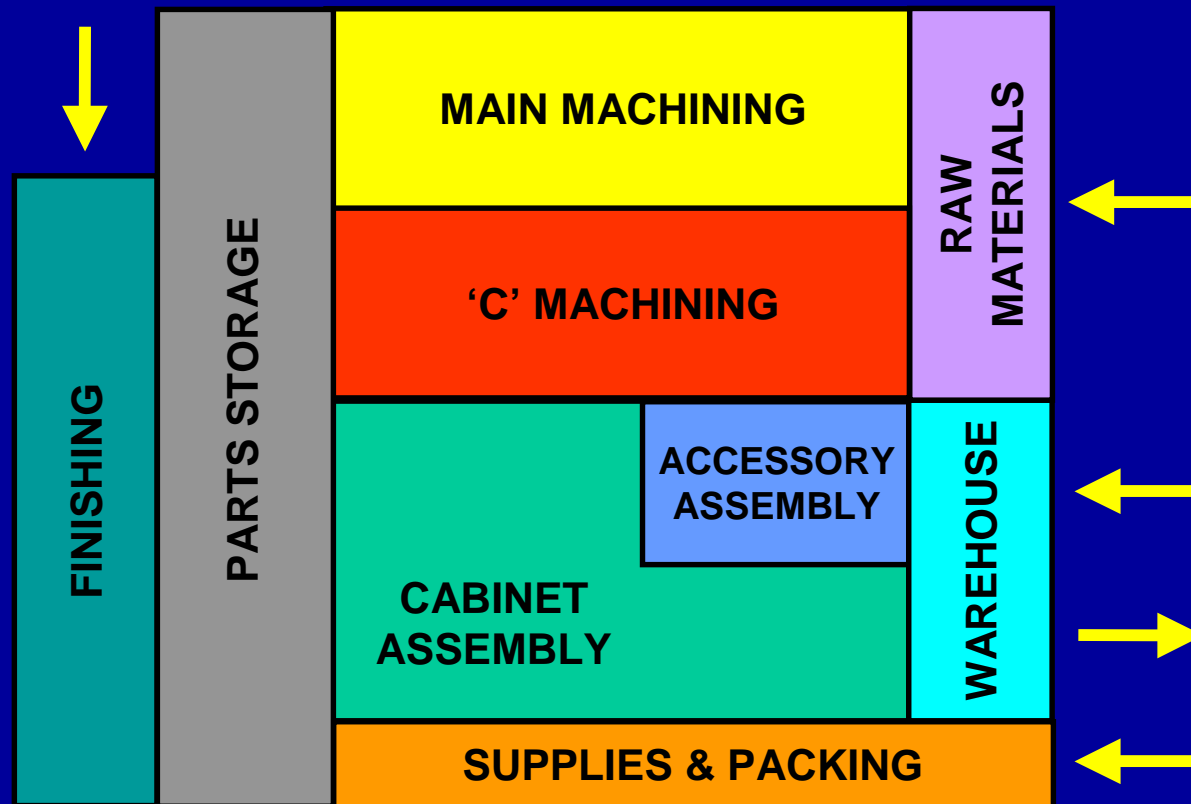 MAIN MACHINING
RAW
MATERIALS
‘C’ MACHINING
PARTS STORAGE
FINISHING
ACCESSORY
ASSEMBLY
WAREHOUSE
CABINET
ASSEMBLY
SUPPLIES & PACKING